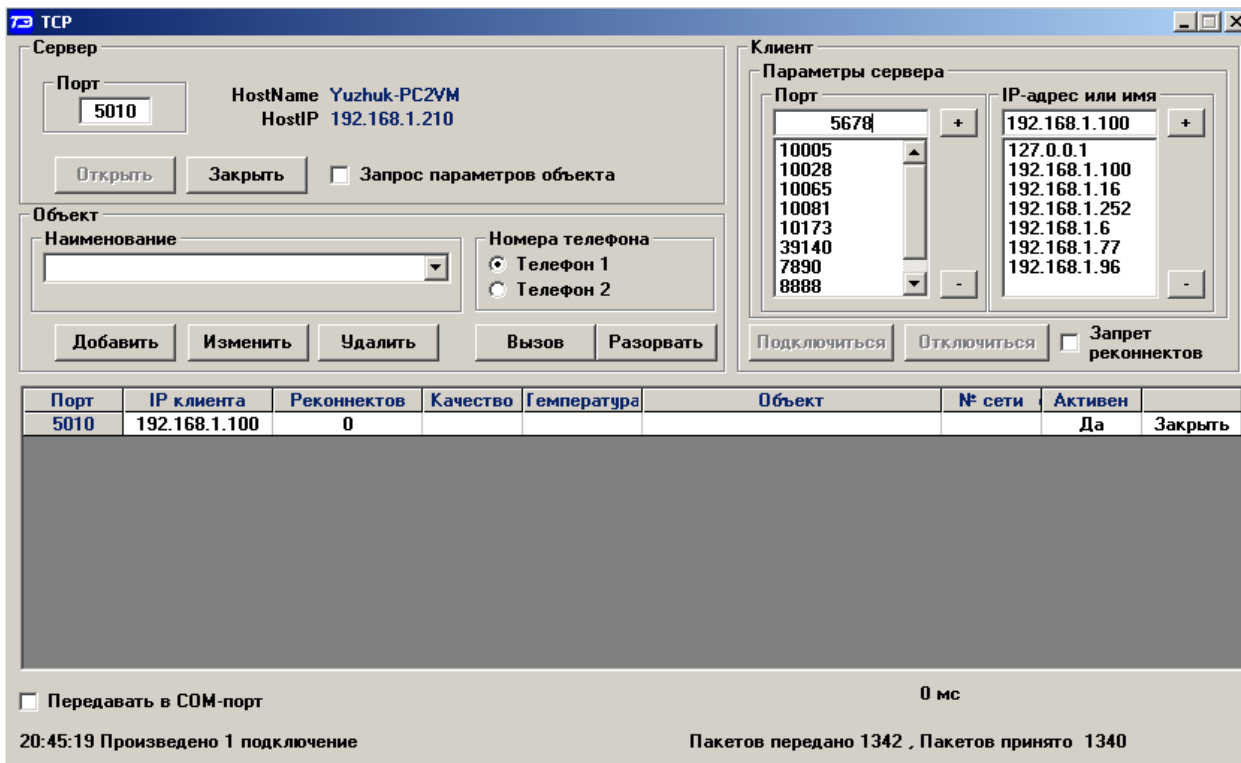 ТЭ TCP
Сервер
Порт
5010
HostName Yuzhuk-PC2VM
HostIP 192.168.1.210
Открыть Закрыть Запрос параметров объекта
Объект
Наименование
Номера телефона
Телефон 1
Телефон 2
Добавить Изменить Удалить Вызов Разорвать
Клиент
Параметры сервера
Порт
5678
+
10005
10028
10065
10081
10173
39140
7890
8888
-
IP-адрес или имя
192.168.1.100
+
127.0.0.1
192.168.1.100
192.168.1.16
192.168.1.252
192.168.1.6
192.168.1.77
192.168.1.96
-
Подключиться Отключиться Запрет
реконнектов
Порт IP клиента Реконнектов Качество Температура Объект № сети Активен
5010 192.168.1.100 0 Да Закрыть
0 мс
Передавать в COM-порт
20:45:19 Произведено 1 подключение Пакетов передано 1342 , Пакетов принято 1340